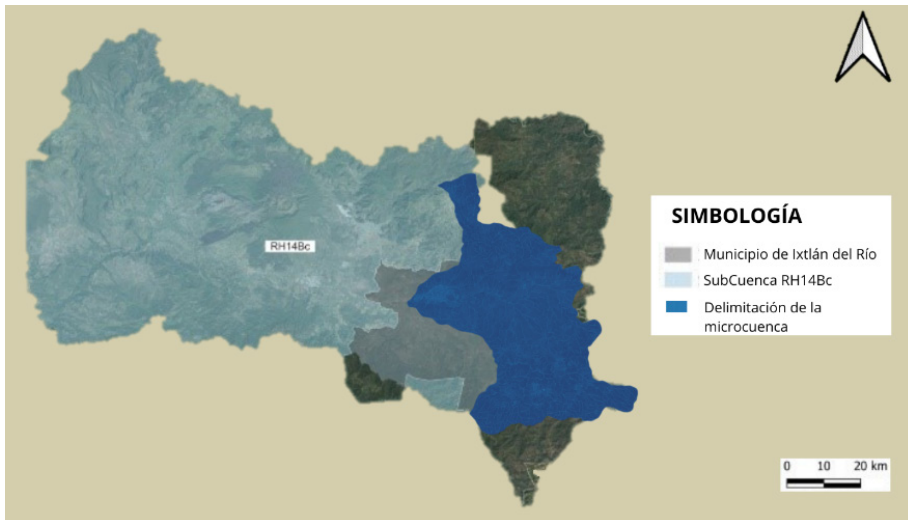 RH14Bc
SIMBOLOGÍA
Municipio de Ixtlán del Río
SubCuenca RH14Bc
Delimitación de la
microcuenca
0 10 20 km